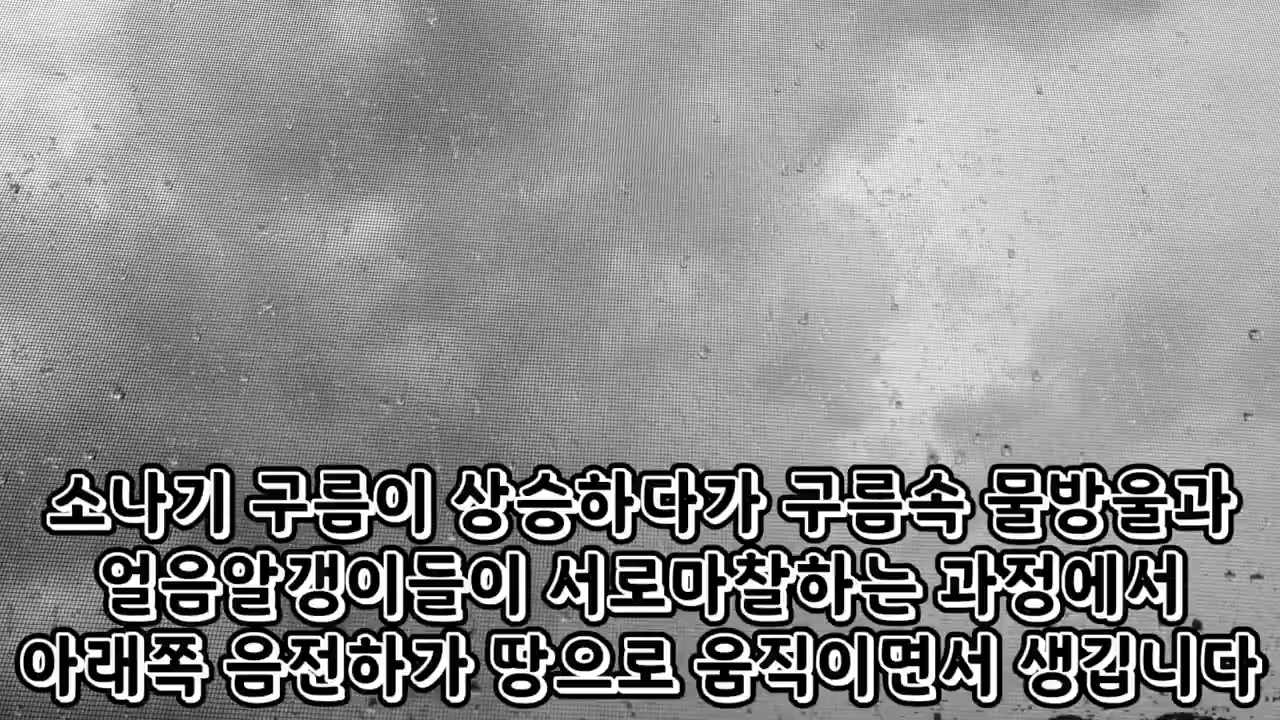 소나기 구름이 상승하다가 구름속 물방울과
얼음알갱이들이 서로마찰하는 과정에서
아래쪽 음전하가 땅으로 움직이면서 생깁니다